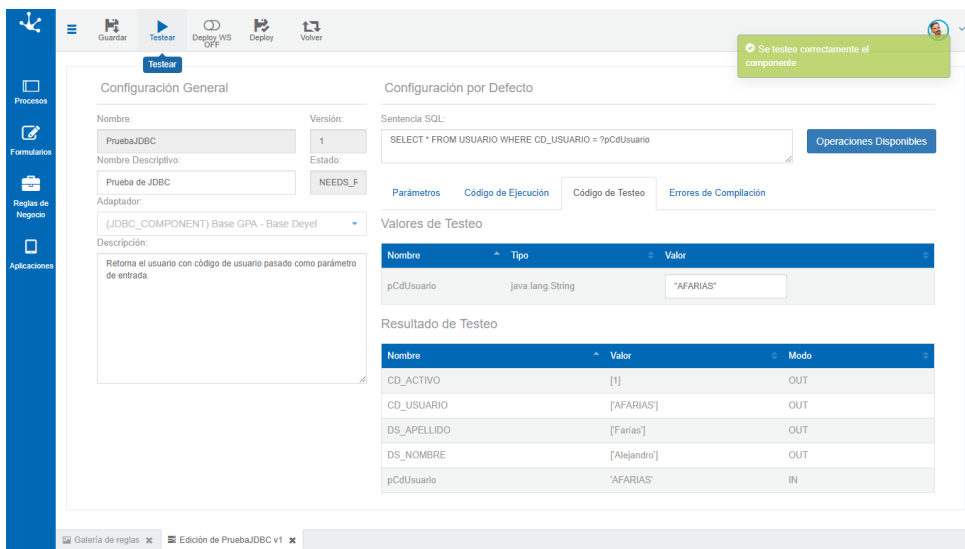 Guardar
Testear
Deploy WS
OFF
Deploy
Volver
Testear
Se testeo correctamente el
componente
Procesos
Formularios
Reglas de
Negocio
Aplicaciones
Configuración General
Nombre:
Versión:
PruebaJDBC
1
Nombre Descriptivo:
Estado:
Prueba de JDBC
NEEDS_F
Adaptador:
(JDBC_COMPONENT) Base GPA - Base Deyel
Descripción:
Retorna el usuario con código de usuario pasado como parámetro
de entrada.
Configuración por Defecto
Sentencia SQL:
SELECT * FROM USUARIO WHERE CD_USUARIO = ?pCdUsuario
Operaciones Disponibles
Parámetros
Código de Ejecución
Código de Testeo
Errores de Compilación
Valores de Testeo
Nombre Tipo Valor
pCdUsuario java.lang.String "AFARIAS"
Resultado de Testeo
Nombre Valor Modo
CD_ACTIVO [1] OUT
CD_USUARIO ['AFARIAS'] OUT
DS_APELLIDO ['Farías'] OUT
DS_NOMBRE ['Alejandro'] OUT
pCdUsuario 'AFARIAS' IN
Galería de reglas
Edición de PruebaJDBC v1